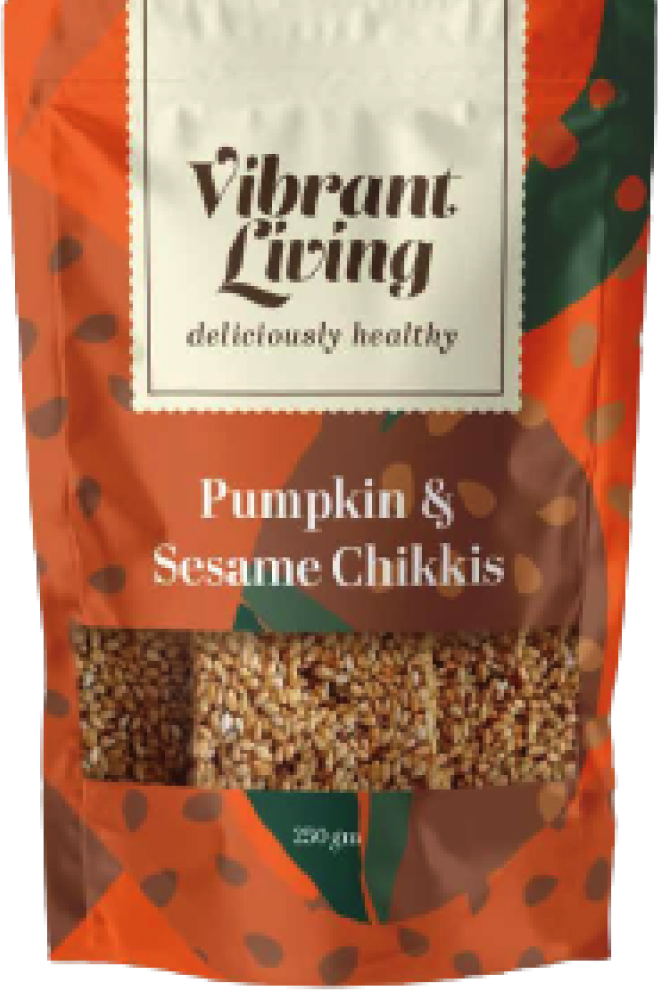 Vibrant
Living
deliciously healthy
Pumpkin &
Sesame Chikkis
250 gm